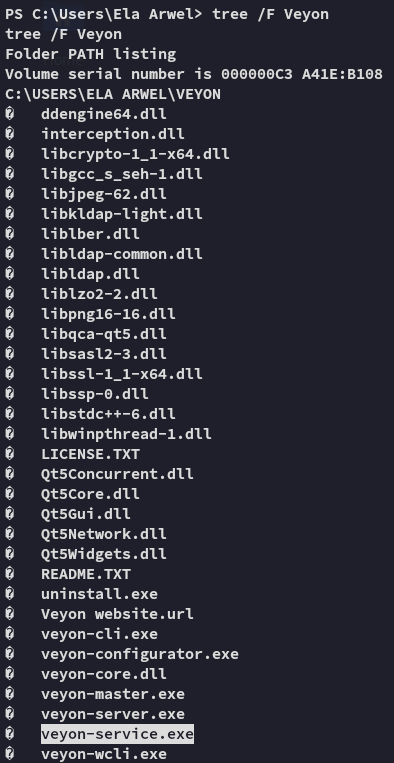 PS C:\Users\Ela Arwel> tree /F Veyon
tree /F Veyon
Folder PATH listing
Volume serial number is 000000C3 A41E:B108
C:\USERS\ELA ARWEL\VEYON
�   ddengine64.dll
�   interception.dll
�   libcrypto-1_1-x64.dll
�   libgcc_s_seh-1.dll
�   libjpeg-62.dll
�   libkldap-light.dll
�   liblber.dll
�   libldap-common.dll
�   libldap.dll
�   liblzo2-2.dll
�   libpng16-16.dll
�   libqca-qt5.dll
�   libsasl2-3.dll
�   libssl-1_1-x64.dll
�   libssp-0.dll
�   libstdc++-6.dll
�   libwinpthread-1.dll
�   LICENSE.TXT
�   Qt5Concurrent.dll
�   Qt5Core.dll
�   Qt5Gui.dll
�   Qt5Network.dll
�   Qt5Widgets.dll
�   README.TXT
�   uninstall.exe
�   Veyon website.url
�   veyon-cli.exe
�   veyon-configurator.exe
�   veyon-core.dll
�   veyon-master.exe
�   veyon-server.exe
�   veyon-service.exe
�   veyon-wcli.exe